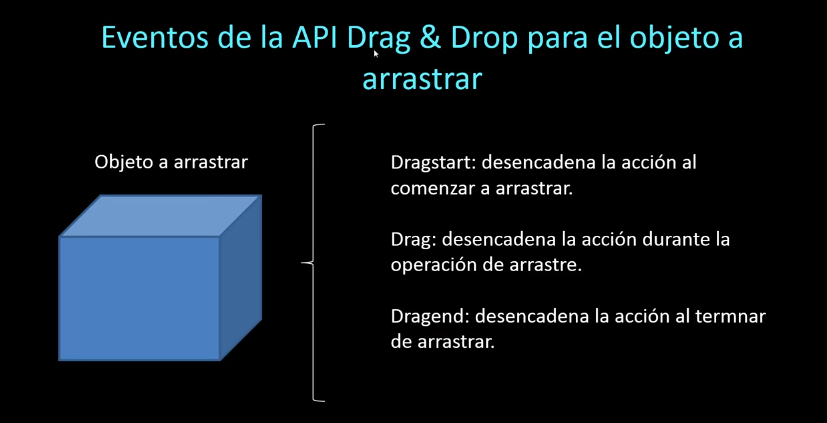 Eventos de la API Drag & Drop para el objeto a
arrastrar
Objeto a arrastrar
Dragstart: desencadena la acción al
comenzar a arrastrar.
Drag: desencadena la acción durante la
operación de arrastre.
Dragend: desencadena la acción al termnar
de arrastrar.